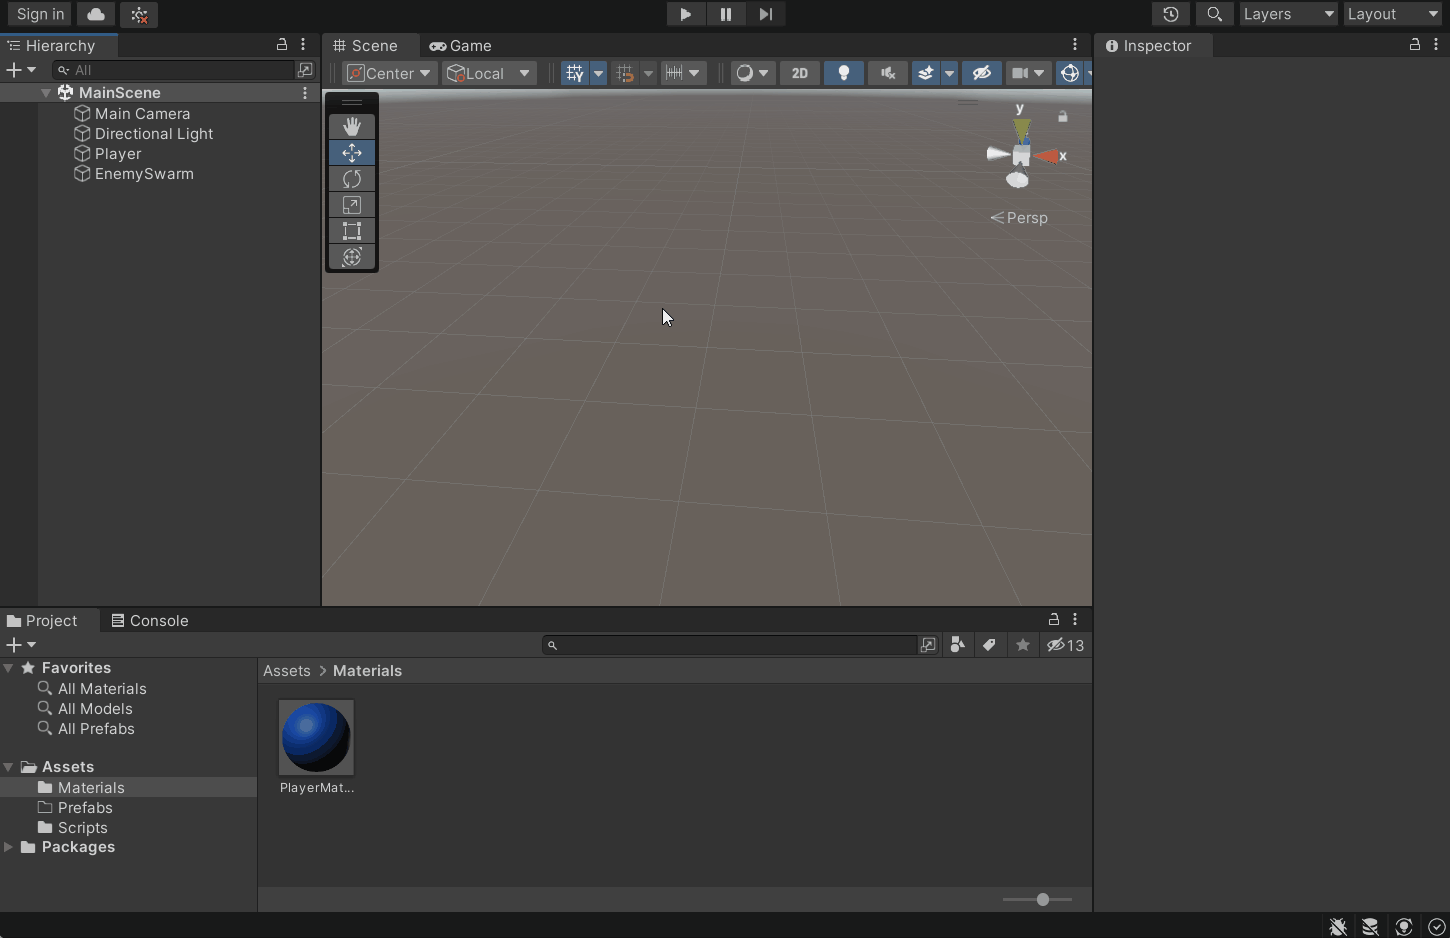 Sign in
Layers
Layout
Hierarchy
Scene
Game
Inspector
All
Center
Local
2D
MainScene
Main Camera
Directional Light
Player
EnemySwarm
y
x
Persp
Project
Console
13
Favorites
All Materials
All Models
All Prefabs
Assets
Materials
Prefabs
Scripts
Packages
Assets > Materials
PlayerMat...